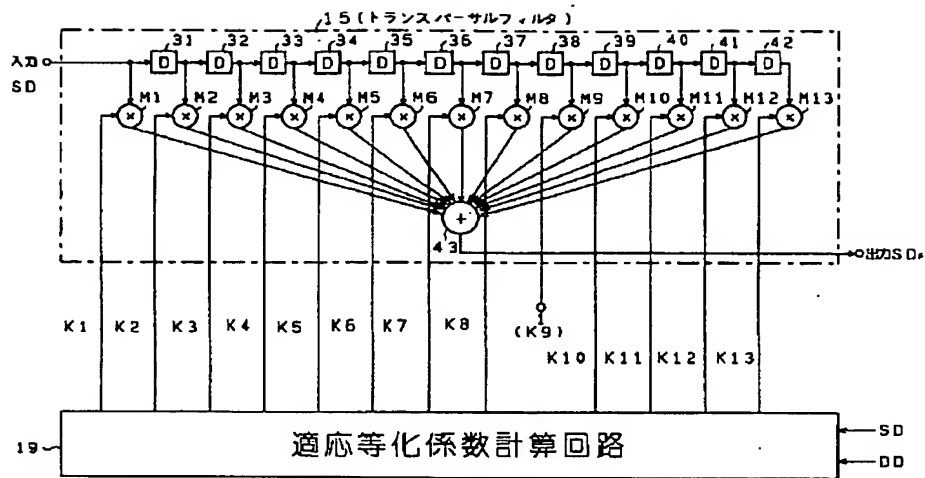 15(トランスバーサルフィルタ)
31 32 33 34 35 36 37 38 39 40 41 42
入力
SD
D D D D D D D D D D D D
M1 M2 M3 M4 M5 M6 M7 M8 M9 M10 M11 M12 M13
× × × × × × × × × × × × ×
+
43
出力SDF
K1 K2 K3 K4 K5 K6 K7 K8
1
(K9)
K10 K11 K12 K13
19
適応等化係数計算回路
SD
DD